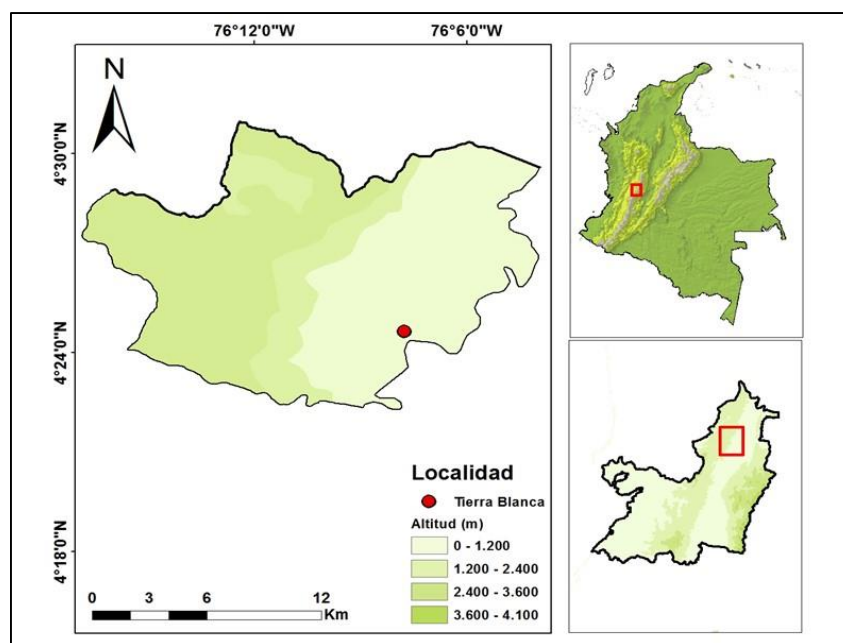 76°12'0"W
76°6'0"W
N
4°30'0"N
4°24'0"N
4°18'0"N
Localidad
Tierra Blanca
Altitud (m)
0 - 1.200
1.200 - 2.400
2.400 - 3.600
3.600 - 4.100
0 3 6 12
Km